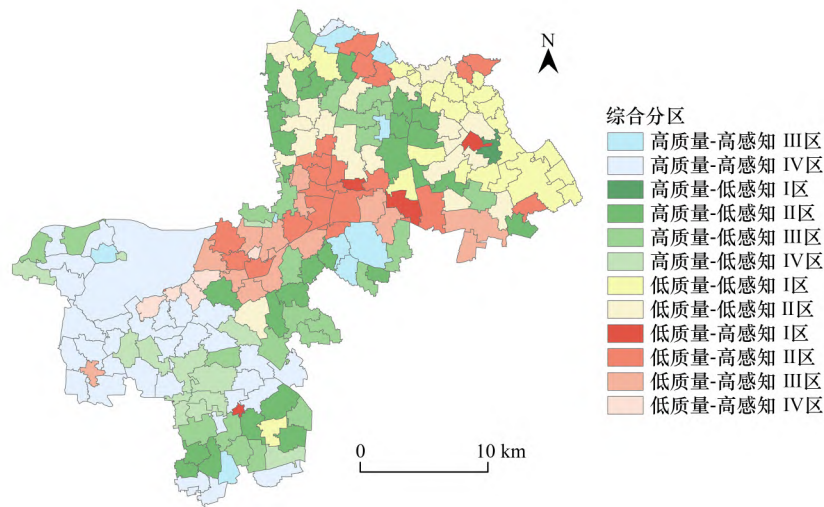 N
综合分区
高质量-高感知 III区
高质量-高感知 IV区
高质量-低感知 I区
高质量-低感知 II区
高质量-低感知 III区
高质量-低感知 IV区
低质量-低感知 I区
低质量-低感知 II区
低质量-高感知 I区
低质量-高感知 II区
低质量-高感知 III区
低质量-高感知 IV区
0 10 km